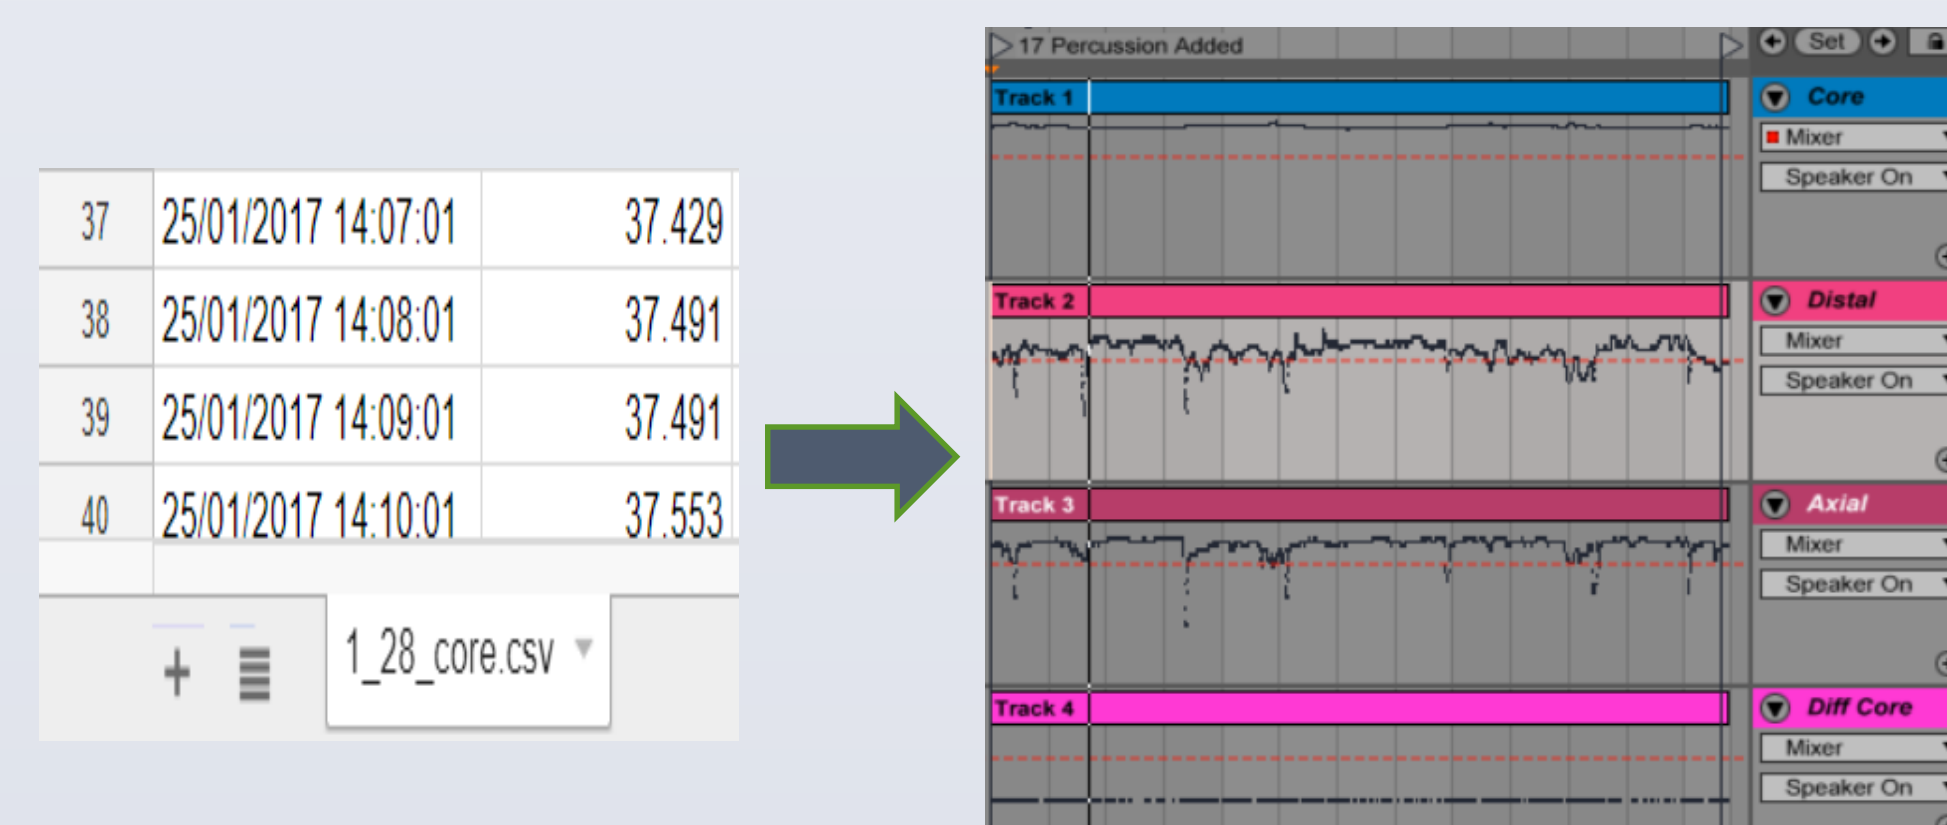 37 25/01/2017 14:07:01 37.429
38 25/01/2017 14:08:01 37.491
39 25/01/2017 14:09:01 37.491
40 25/01/2017 14:10:01 37.553
1_28_core.csv
17 Percussion Added
Set
Track 1
Core
Mixer
Speaker On
Track 2
Distal
Mixer
Speaker On
Track 3
Axial
Mixer
Speaker On
Track 4
Diff Core
Mixer
Speaker On